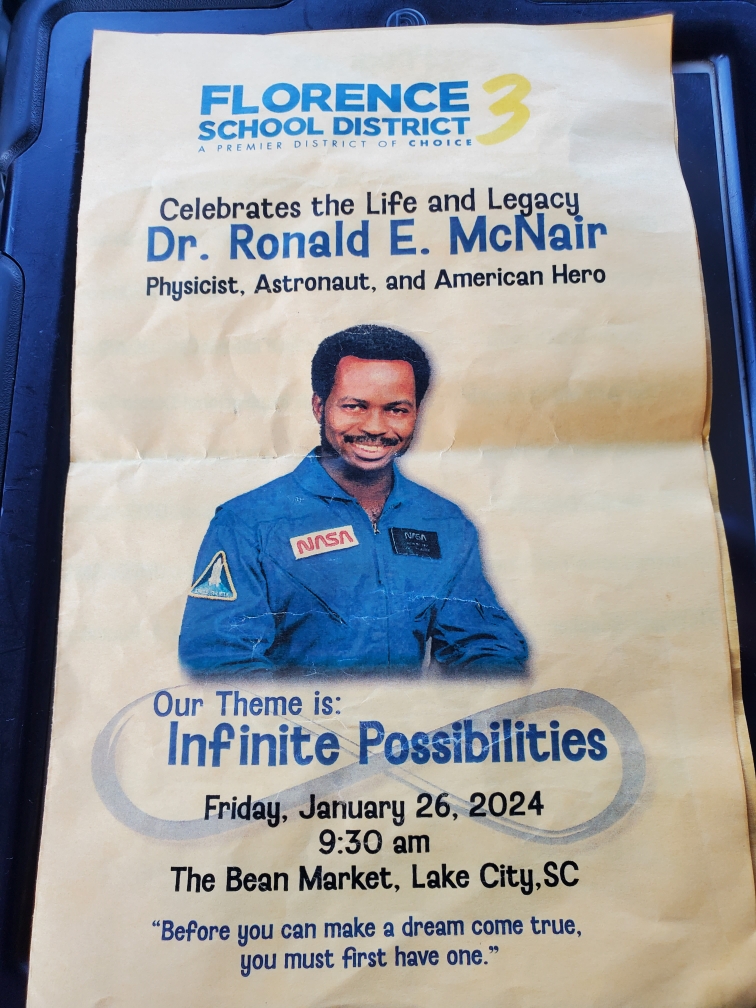 FLORENCE 3
SCHOOL DISTRICT
A PREMIER DISTRICT OF CHOICE
Celebrates the Life and Legacy
Dr. Ronald E. McNair
Physicist, Astronaut, and American Hero
NASA
NASA
Our Theme is:
Infinite Possibilities
Friday, January 26, 2024
9:30 am
The Bean Market, Lake City,SC
“Before you can make a dream come true,
you must first have one.”